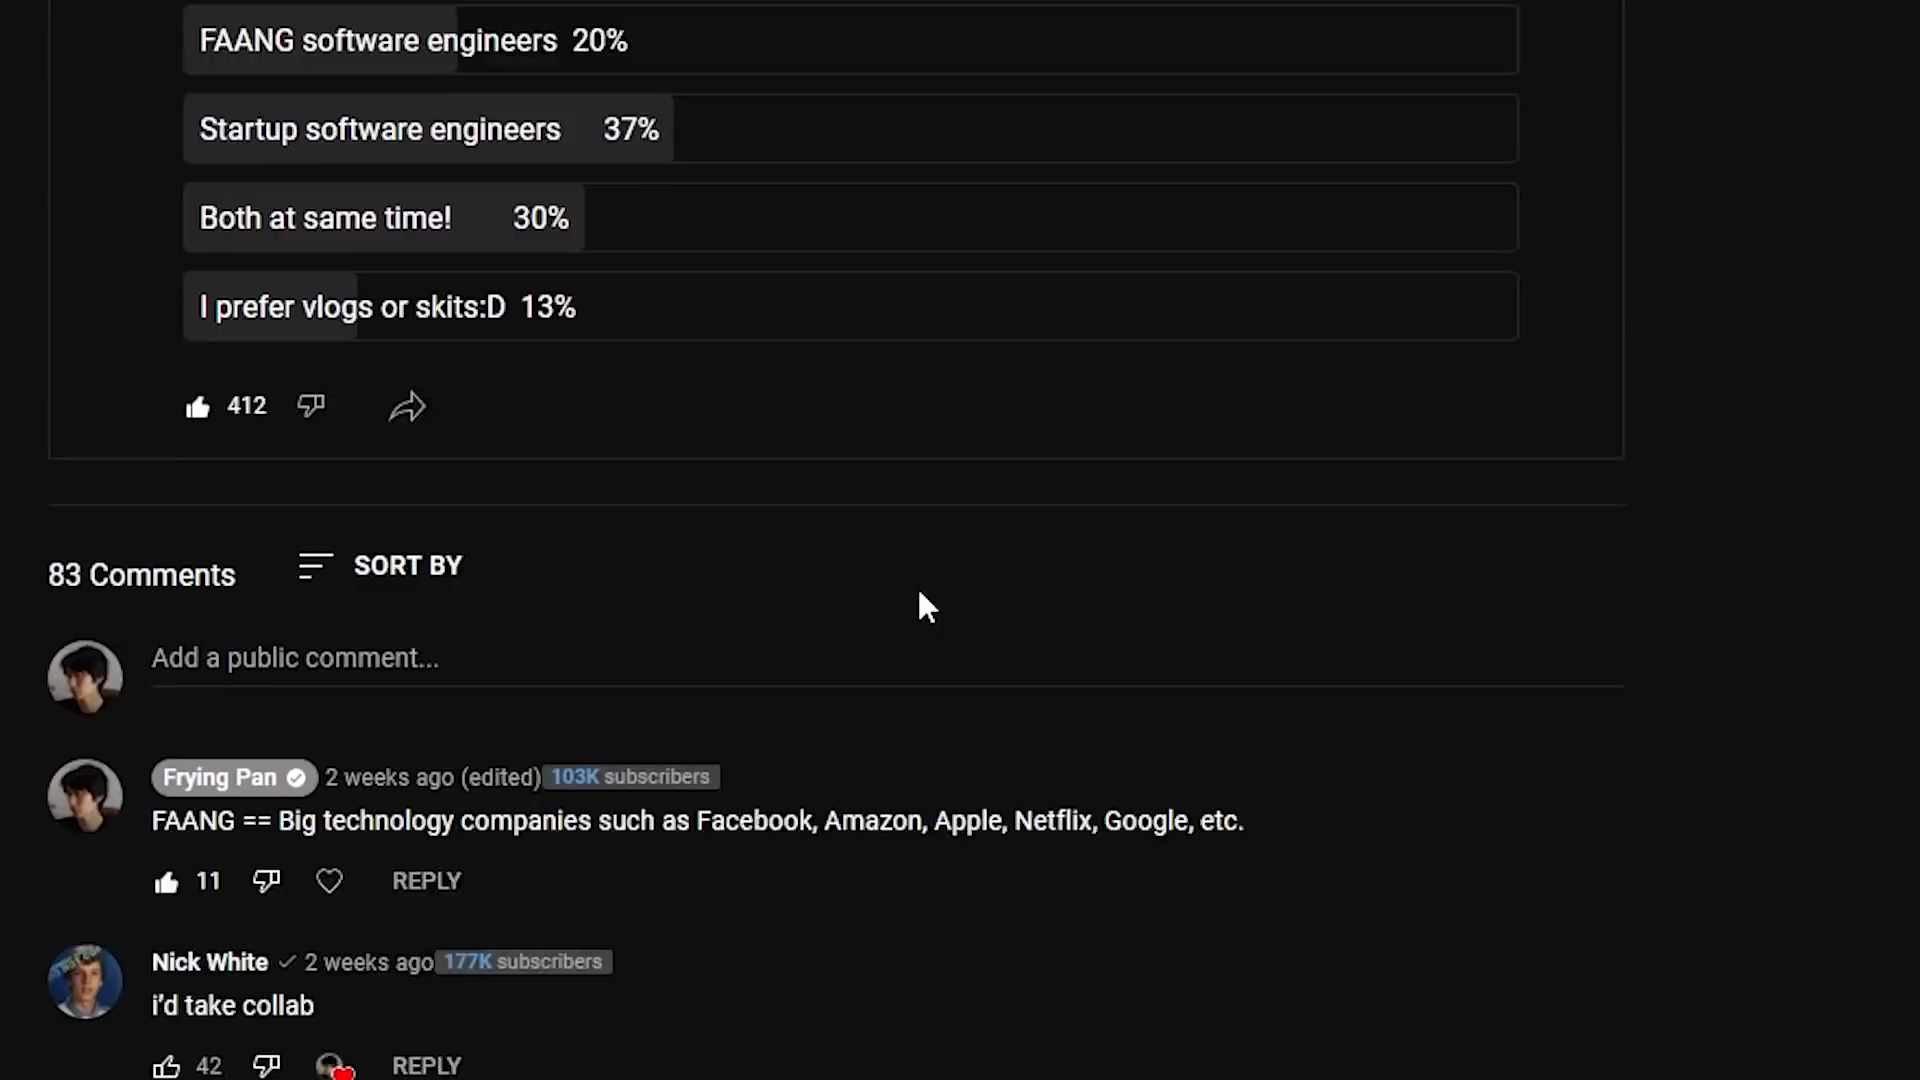 FAANG software engineers 20%
Startup software engineers 37%
Both at same time! 30%
I prefer vlogs or skits:D 13%
412
83 Comments SORT BY
Add a public comment...
Frying Pan 2 weeks ago (edited) 103K subscribers
FAANG == Big technology companies such as Facebook, Amazon, Apple, Netflix, Google, etc.
11 REPLY
Nick White 2 weeks ago 177K subscribers
i'd take collab
42 REPLY